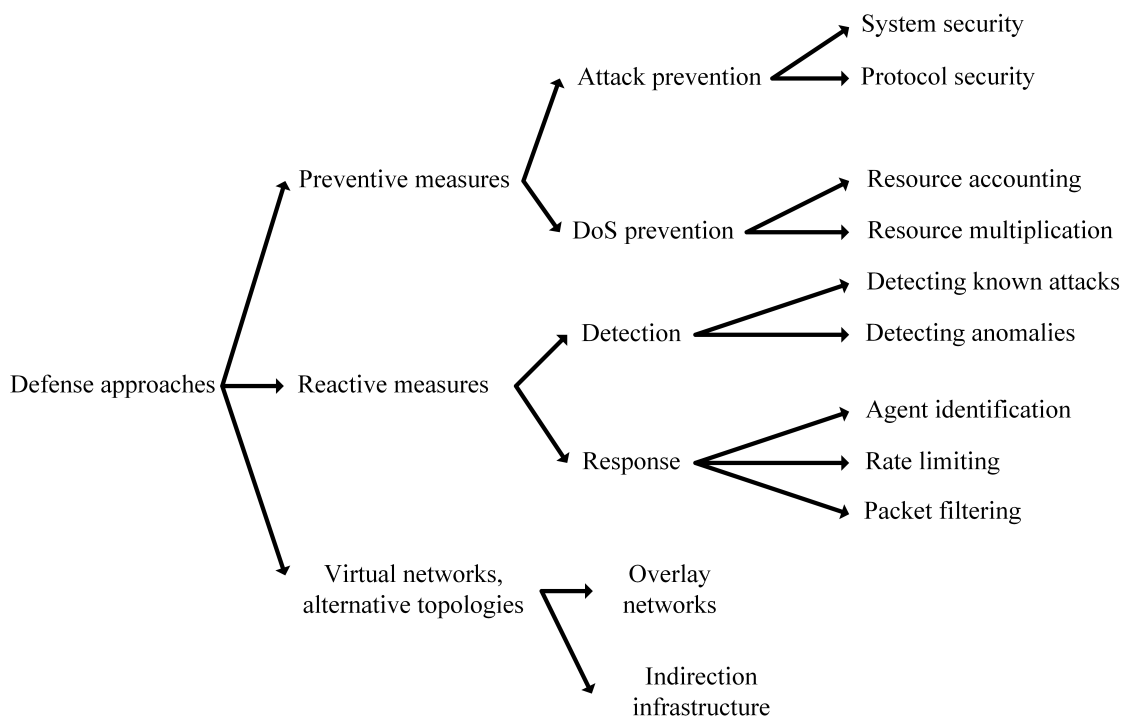 System security
Attack prevention
Protocol security
Preventive measures
Resource accounting
DoS prevention
Resource multiplication
Detecting known attacks
Detection
Detecting anomalies
Defense approaches
Reactive measures
Agent identification
Response
Rate limiting
Packet filtering
Virtual networks,
alternative topologies
Overlay
networks
Indirection
infrastructure